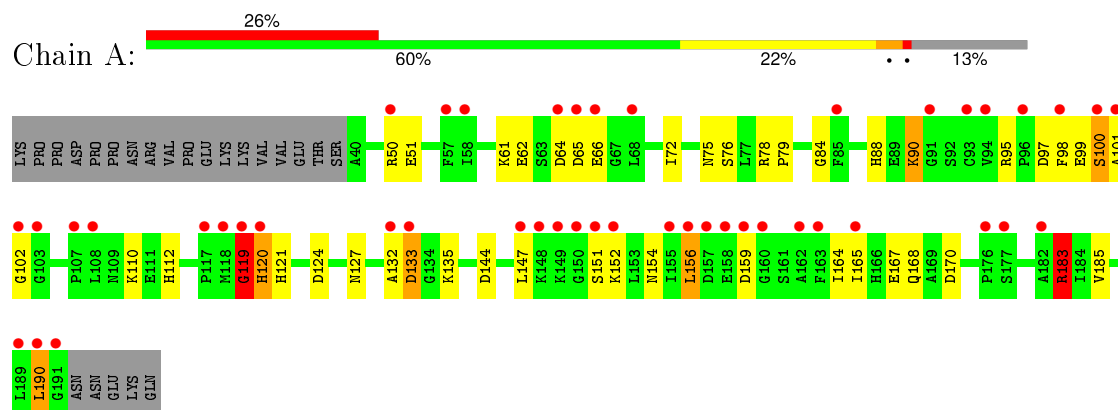 26%
Chain A:
60% 22% • • 13%
LYS PRO PRO ASP PRO PRO ASN ARG VAL PRO GLU LYS LYS VAL VAL GLU THR SER A40 R50 E51 F57 I58 K61 E62 S63 D64 D65 E66 G67 L68 I72 N75 S76 L77 R78 P79 G84 F85 H88 E89 K90 G91 S92 C93 V94 R95 P96 D97 F98 E99 S100 A101
G102 G103 P107 L108 N109 K110 E111 H112 P117 M118 G119 H120 H121 D124 N127 A132 D133 G134 K135 D144 L147 K148 K149 G150 S151 K152 L153 N154 I155 L156 D157 E158 D159 G160 S161 A162 F163 I164 I165 H166 E167 Q168 A169 D170 P176 S177 A182 R183 I184 V185
L189 L190 G191 ASN ASN GLU LYS GLN